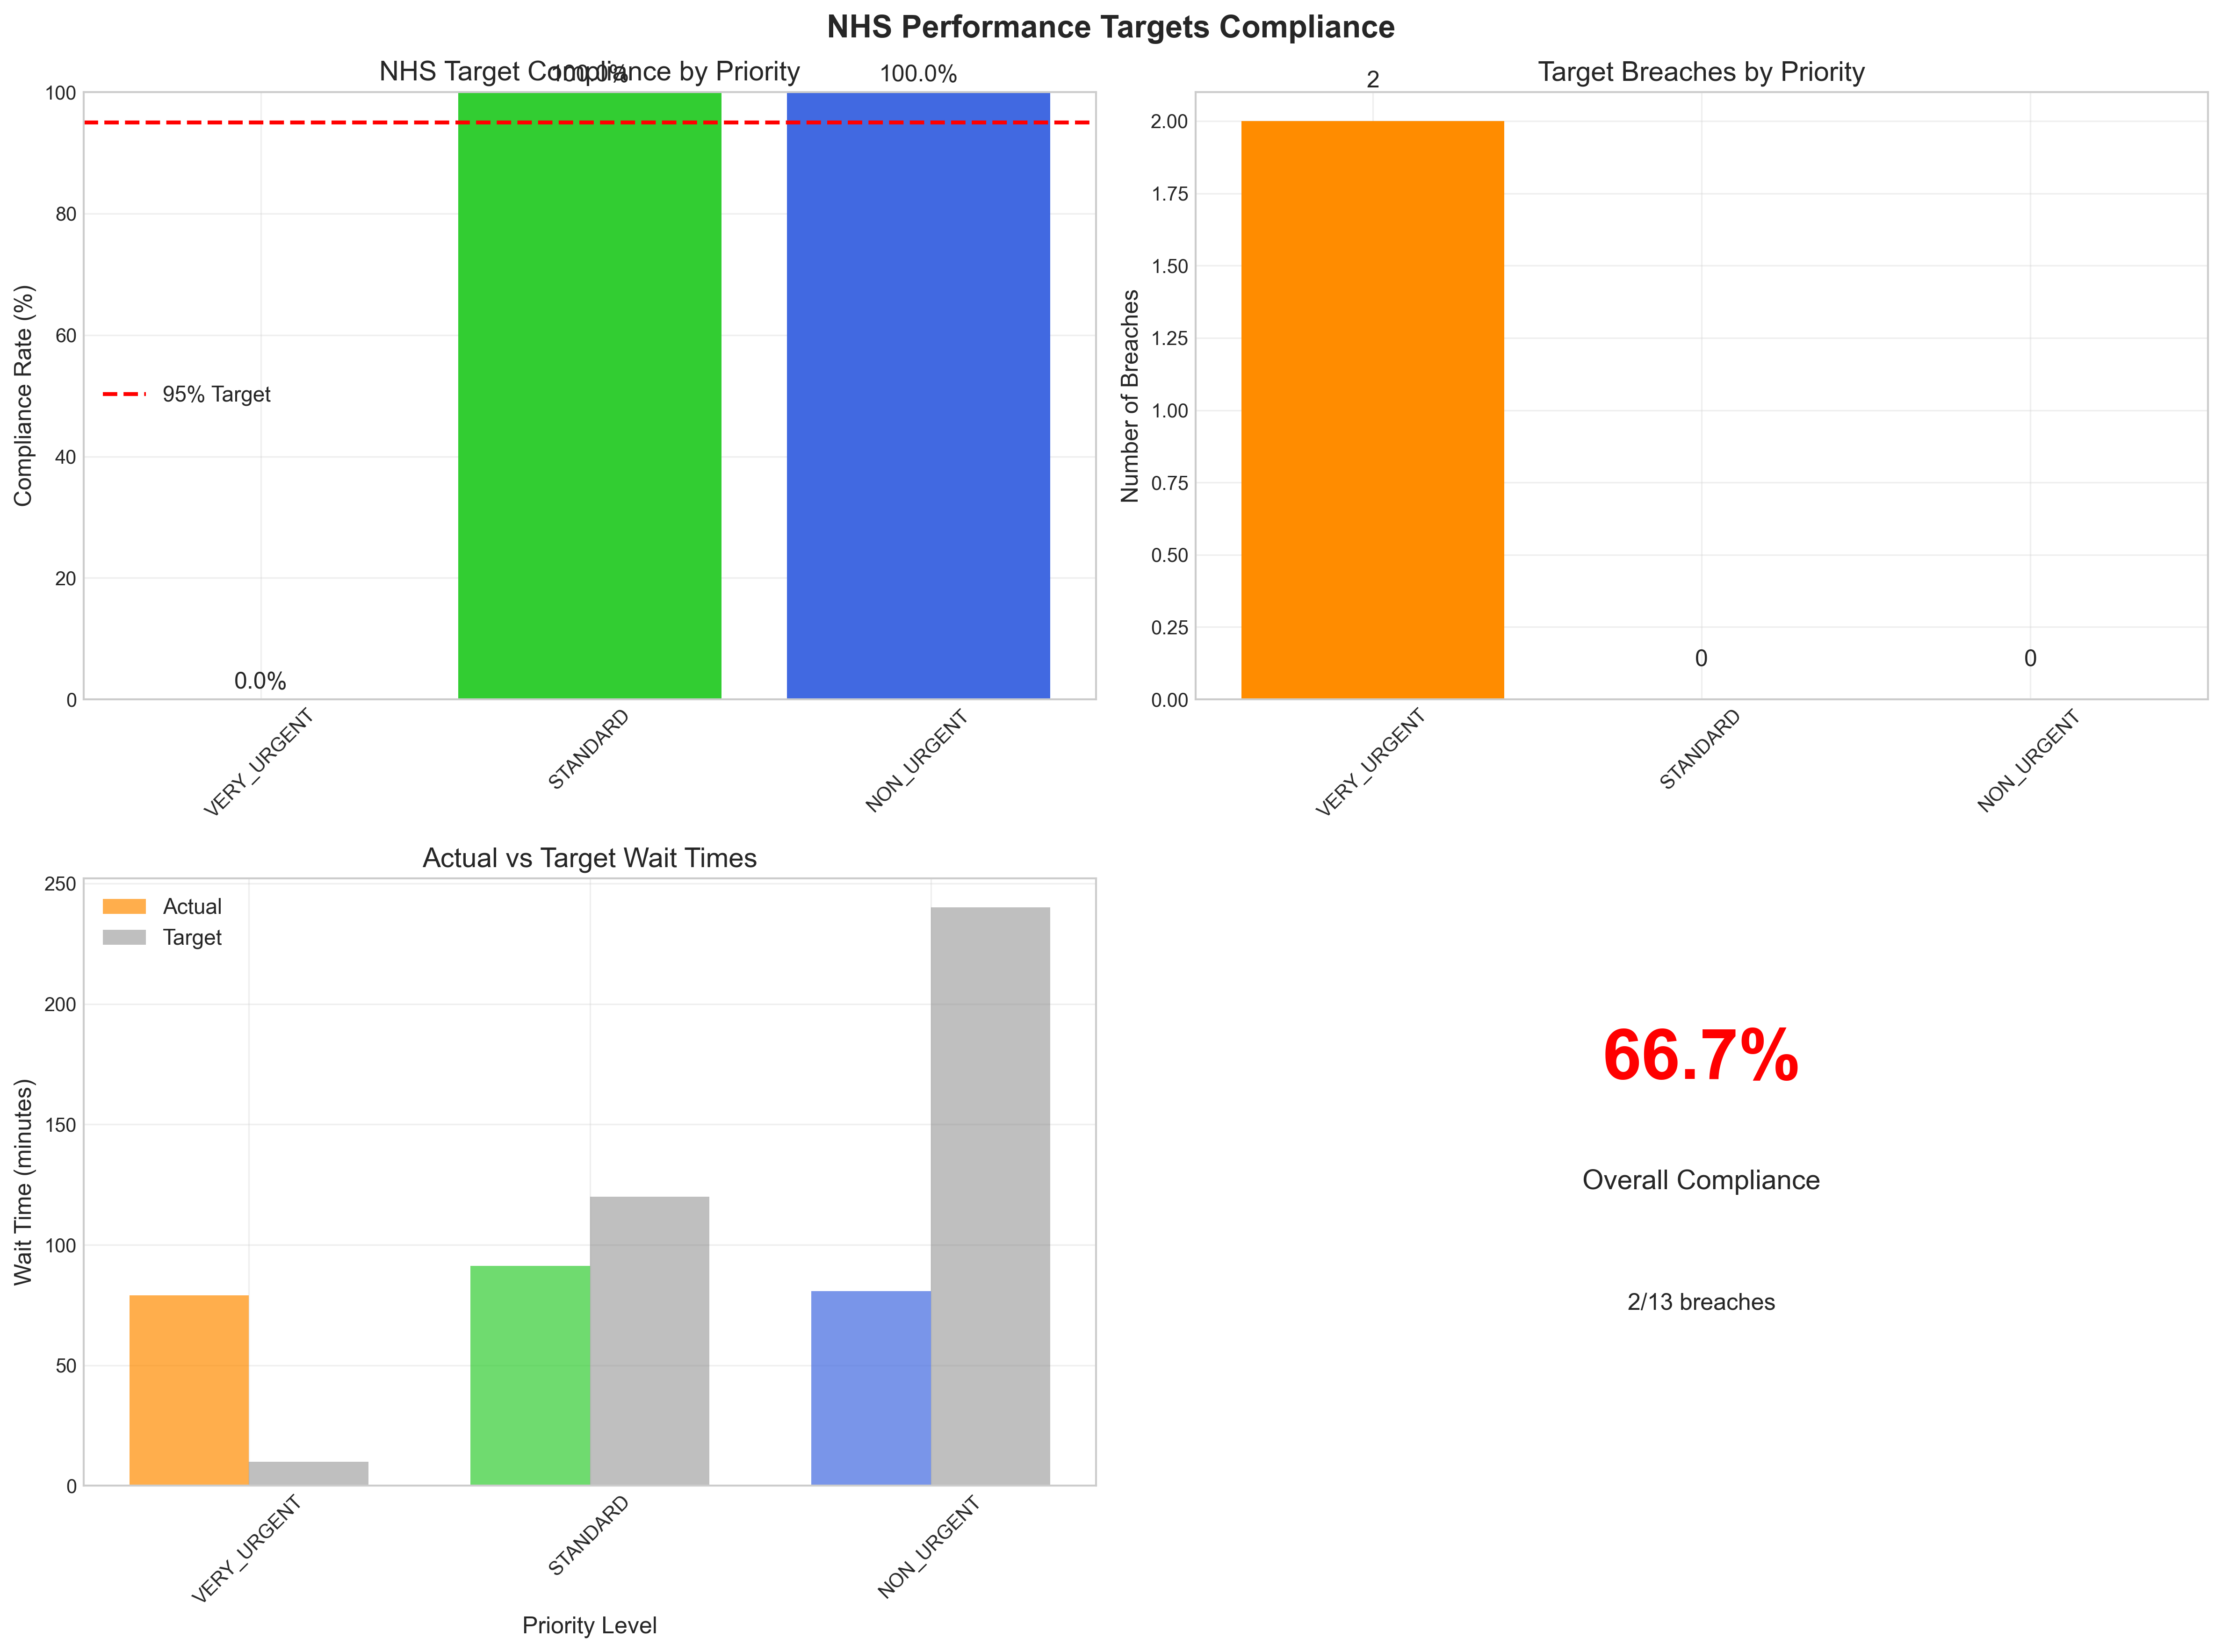 NHS Performance Targets Compliance
NHS Target Compliance by Priority
100.0%
100.0%
100
80
60
40
20
0
Compliance Rate (%)
95% Target
0.0%
VERY_URGENT
STANDARD
NON_URGENT
Target Breaches by Priority
2
2.00
1.75
1.50
1.25
1.00
0.75
0.50
0.25
0.00
Number of Breaches
0
0
VERY_URGENT
STANDARD
NON_URGENT
Actual vs Target Wait Times
250
200
150
100
50
0
Wait Time (minutes)
Actual
Target
VERY_URGENT
STANDARD
NON_URGENT
Priority Level
66.7%
Overall Compliance
2/13 breaches